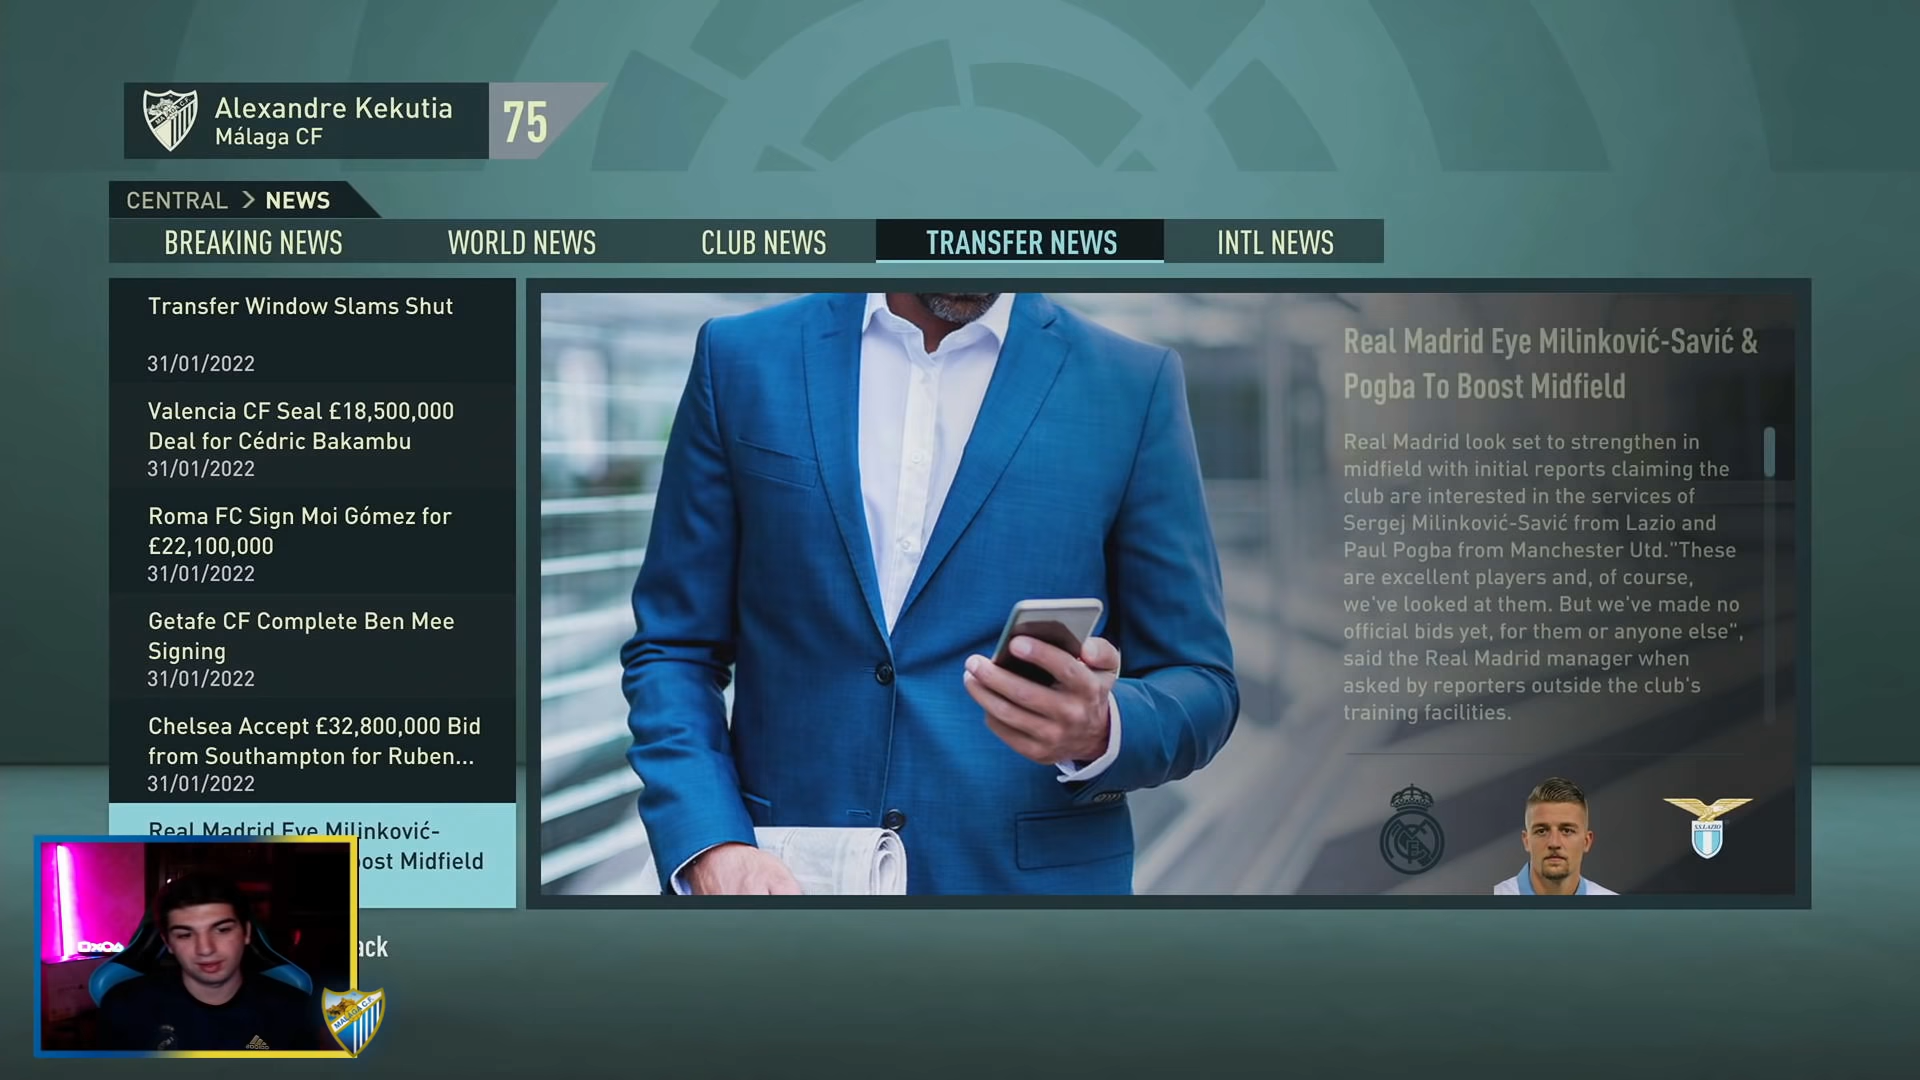 Alexandre Kekutia
Málaga CF
75
CENTRAL > NEWS
BREAKING NEWS
WORLD NEWS
CLUB NEWS
TRANSFER NEWS
INTL NEWS
Transfer Window Slams Shut
31/01/2022
Valencia CF Seal £18,500,000
Deal for Cédric Bakambu
31/01/2022
Roma FC Sign Moi Gómez for
£22,100,000
31/01/2022
Getafe CF Complete Ben Mee
Signing
31/01/2022
Chelsea Accept £32,800,000 Bid
from Southampton for Ruben...
31/01/2022
Real Madrid Eye Milinković-
oost Midfield
ack
Real Madrid Eye Milinković-Savić &
Pogba To Boost Midfield
Real Madrid look set to strengthen in
midfield with initial reports claiming the
club are interested in the services of
Sergej Milinković-Savić from Lazio and
Paul Pogba from Manchester Utd."These
are excellent players and, of course,
we've looked at them. But we've made no
official bids yet, for them or anyone else",
said the Real Madrid manager when
asked by reporters outside the club's
training facilities.
S.S.LAZIO
MALAGA C.F.
adidas